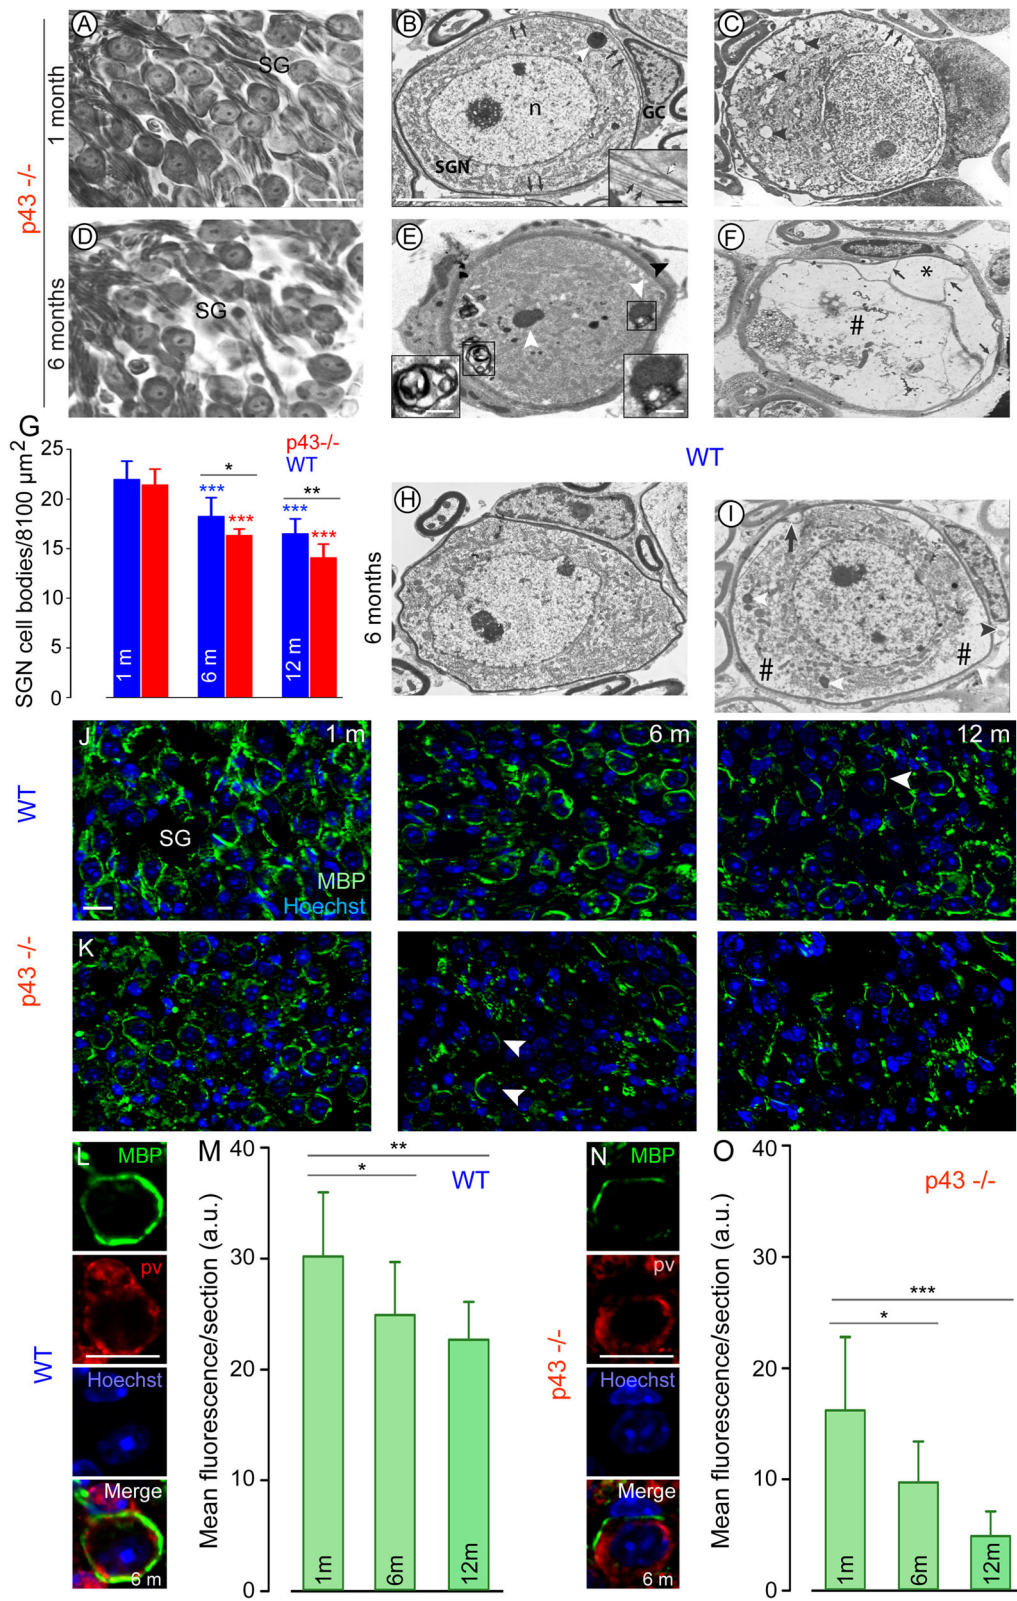 p43 -/-
1 month
6 months
A
SG
B
n
GC
SGN
C
D
SG
E
F
*
#
G
SGN cell bodies/8100 µm2
25
20
15
10
5
0
p43-/-
WT
*
**
***
***
***
***
1 m
6 m
12 m
WT
6 months
H
I
#
#
WT
J
1 m
SG
MBP
Hoechst
6 m
12 m
p43 -/-
K
WT
L
MBP
pv
Hoechst
Merge
6 m
M
WT
Mean fluorescence/section (a.u.)
40
30
20
10
0
**
*
1m
6m
12m
p43 -/-
N
MBP
pv
Hoechst
Merge
6 m
O
p43 -/-
Mean fluorescence/section (a.u.)
40
30
20
10
0
***
*
1m
6m
12m